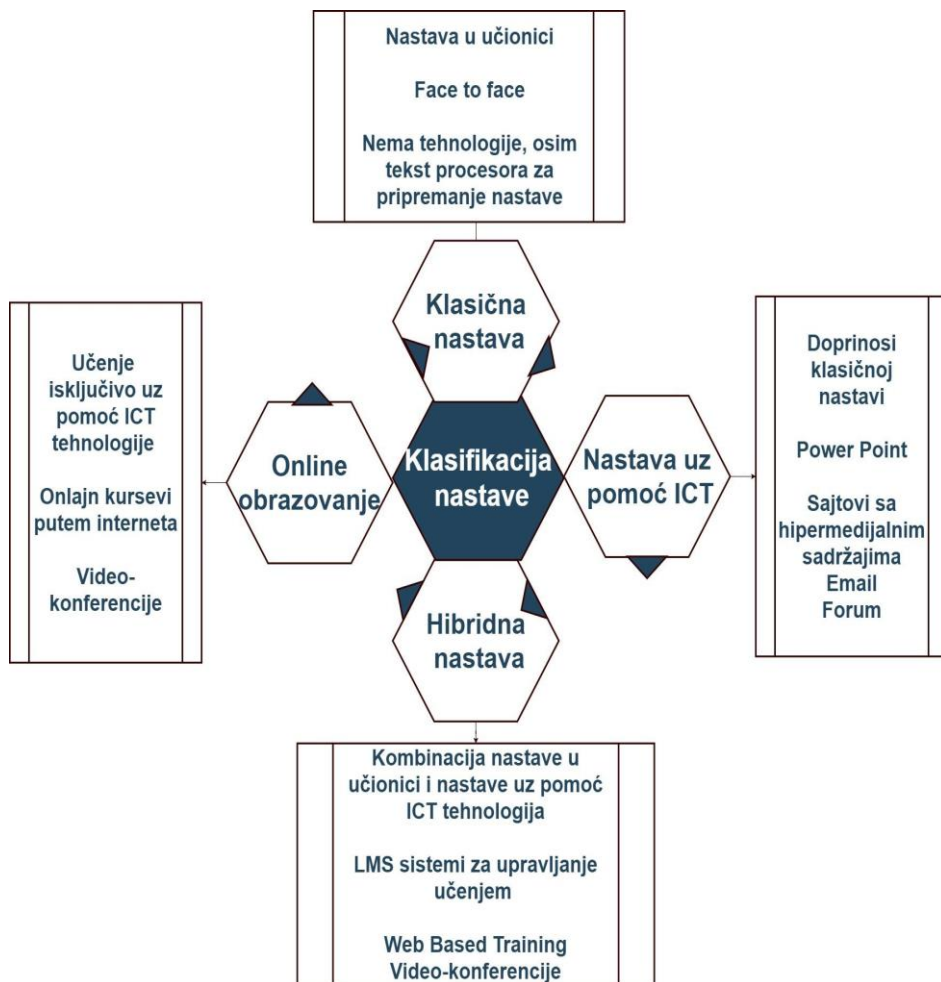 Nastava u učionici
Face to face
Nema tehnologije, osim
tekst procesora za
pripremanje nastave
Klasična
nastava
Učenje
isključivo uz
pomoć ICT
tehnologije
Onlajn kursevi
putem interneta
Video-
konferencije
Online
obrazovanje
Klasifikacija
nastave
Nastava uz
pomoć ICT
Doprinosi
klasičnoj
nastavi
Power Point
Sajtovi sa
hipermedijalnim
sadržajima
Email
Forum
Hibridna
nastava
Kombinacija nastave u
učionici i nastave uz pomoć
ICT tehnologija
LMS sistemi za upravljanje
učenjem
Web Based Training
Video-konferencije